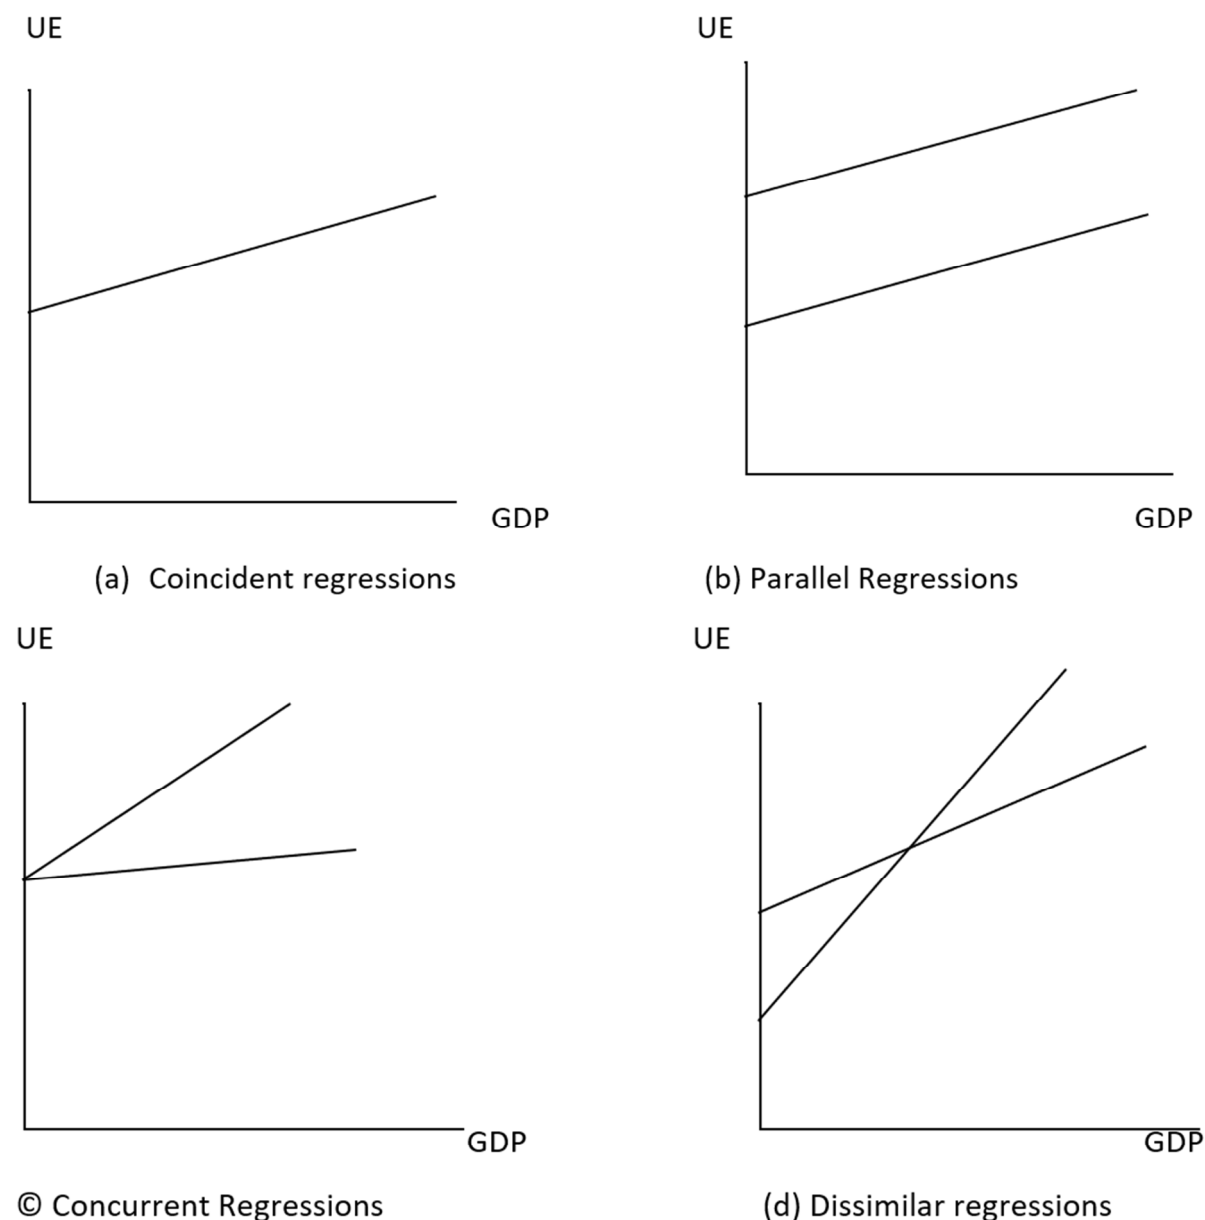 UE
UE
GDP
GDP
(a) Coincident regressions
(b) Parallel Regressions
UE
UE
GDP
GDP
© Concurrent Regressions
(d) Dissimilar regressions